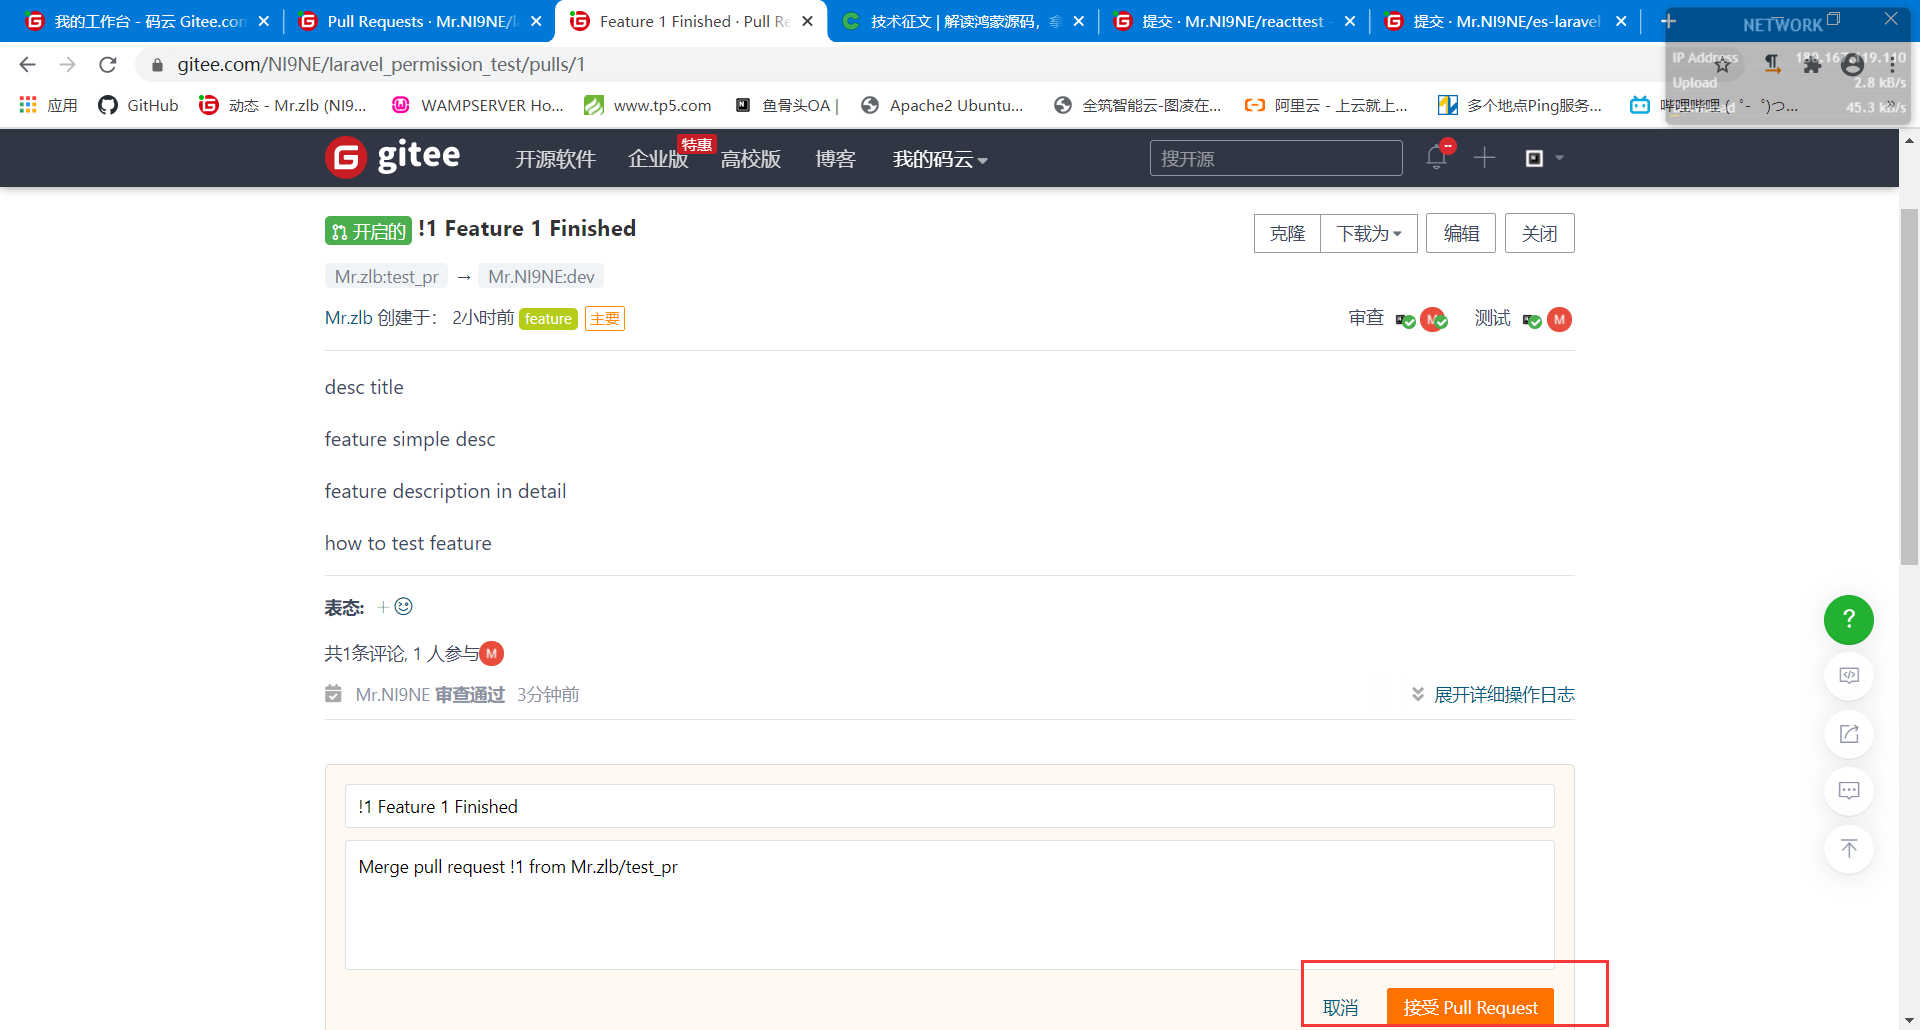 我的工作台 - 码云 Gitee.com
Pull Requests · Mr.NI9NE/l
Feature 1 Finished · Pull Re
技术征文 | 解读鸿蒙源码,
提交 · Mr.NI9NE/reacttest -
提交 · Mr.NI9NE/es-laravel
NETWORK
gitee.com/NI9NE/laravel_permission_test/pulls/1
IP Address
Upload 2.8 kB/s
45.3 kB/s
应用
GitHub
动态 - Mr.zlb (NI9...
WAMPSERVER Ho...
www.tp5.com
鱼骨头OA |
Apache2 Ubuntu...
全筑智能云-图凌在...
阿里云 - 上云就上...
多个地点Ping服务...
哔哩哔哩 ( ゜- ゜)つ...
gitee
开源软件
企业版
特惠
高校版
博客
我的码云
搜开源
开启的 !1 Feature 1 Finished
克隆
下载为
编辑
关闭
Mr.zlb:test_pr → Mr.NI9NE:dev
Mr.zlb 创建于： 2小时前 feature 主要
审查 M 测试 M
desc title
feature simple desc
feature description in detail
how to test feature
表态: +
共1条评论, 1 人参与 M
Mr.NI9NE 审查通过 3分钟前
展开详细操作日志
!1 Feature 1 Finished
Merge pull request !1 from Mr.zlb/test_pr
取消
接受 Pull Request
?